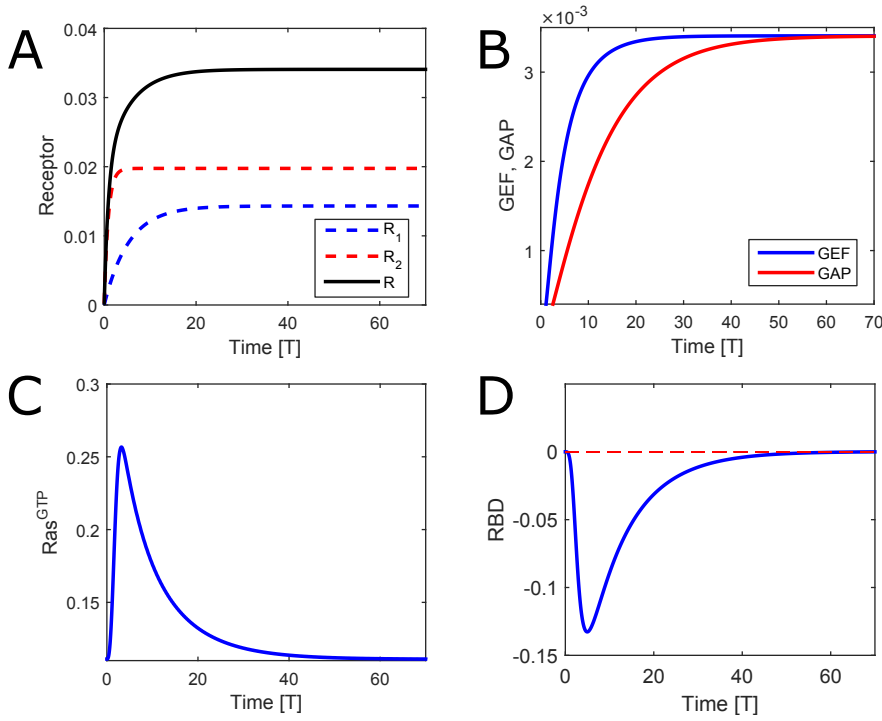 A
0.04
0.03
0.02
0.01
0
Receptor
R₁
R₂
R
0 20 40 60
Time [T]
B
×10⁻³
3
2
1
GEF, GAP
GEF
GAP
0 10 20 30 40 50 60 70
Time [T]
C
0.3
0.25
0.2
0.15
Ras^GTP
0 20 40 60
Time [T]
D
0
-0.05
-0.1
-0.15
RBD
0 20 40 60
Time [T]